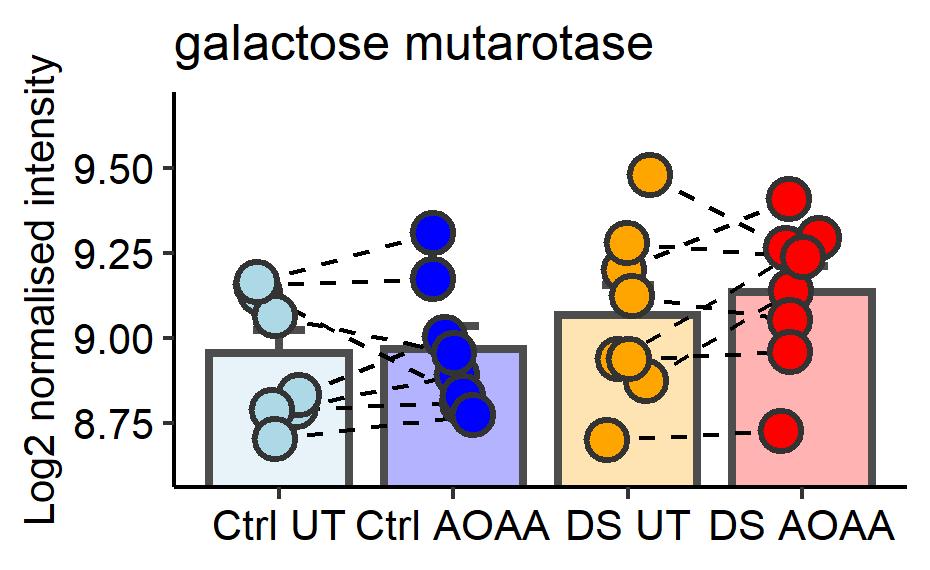 galactose mutarotase
Log2 normalised intensity
9.50
9.25
9.00
8.75
Ctrl UT Ctrl AOAA DS UT DS AOAA